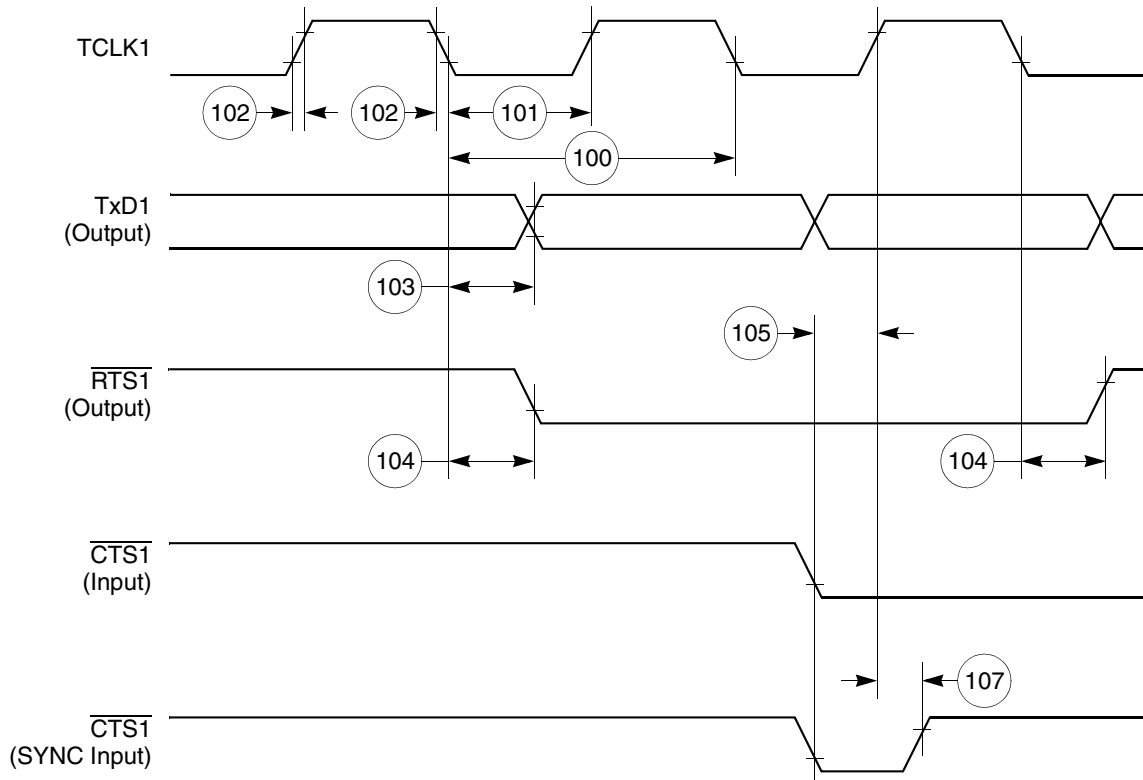 TCLK1
102
102
101
100
TxD1
(Output)
103
105
RTS1
(Output)
104
104
CTS1
(Input)
107
CTS1
(SYNC Input)